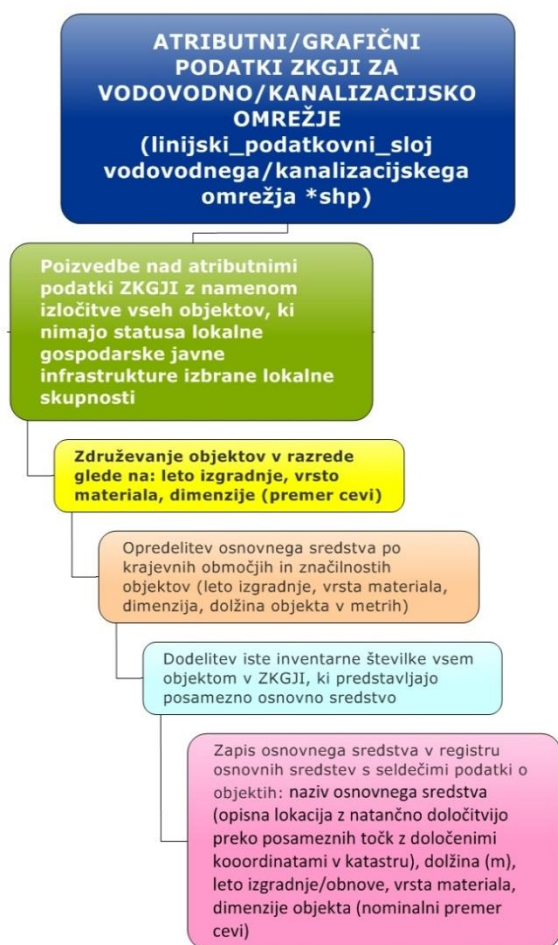 ATRIBUTNI/GRAFIČNI
PODATKI ZKGJI ZA
VODOVODNO/KANALIZACIJSKO
OMREŽJE
(linijski_podatkovni_sloj
vodovodnega/kanalizacijskega
omrežja *shp)
Poizvedbe nad atributnimi
podatki ZKGJI z namenom
izločitve vseh objektov, ki
nimajo statusa lokalne
gospodarske javne
infrastrukture izbrane lokalne
skupnosti
Združevanje objektov v razrede
glede na: leto izgradnje, vrsto
materiala, dimenzije (premer cevi)
Opredelitev osnovnega sredstva po
krajevnih območjih in značilnostih
objektov (leto izgradnje, vrsta materiala,
dimenzija, dolžina objekta v metrih)
Dodelitev iste inventarne številke vsem
objektom v ZKGJI, ki predstavljajo
posamezno osnovno sredstvo
Zapis osnovnega sredstva v registru
osnovnih sredstev s seldečimi podatki o
objektih: naziv osnovnega sredstva
(opisna lokacija z natančno določitvijo
preko posameznih točk z določenimi
kooordinatami v katastru), dolžina (m),
leto izgradnje/obnove, vrsta materiala,
dimenzije objekta (nominalni premer
cevi)